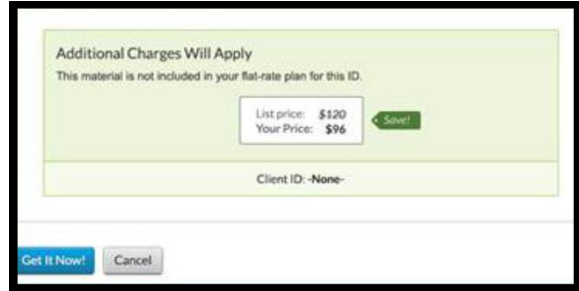 Additional Charges Will Apply
This material is not included in your flat-rate plan for this ID.
List price: $120
Your Price: $96
Save!
Client ID: -None-
Get It Now!
Cancel